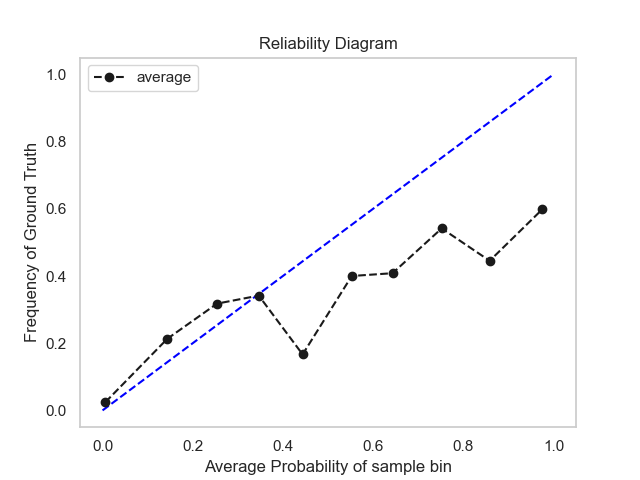 Reliability Diagram
average
Frequency of Ground Truth
1.0
0.8
0.6
0.4
0.2
0.0
0.0 0.2 0.4 0.6 0.8 1.0
Average Probability of sample bin